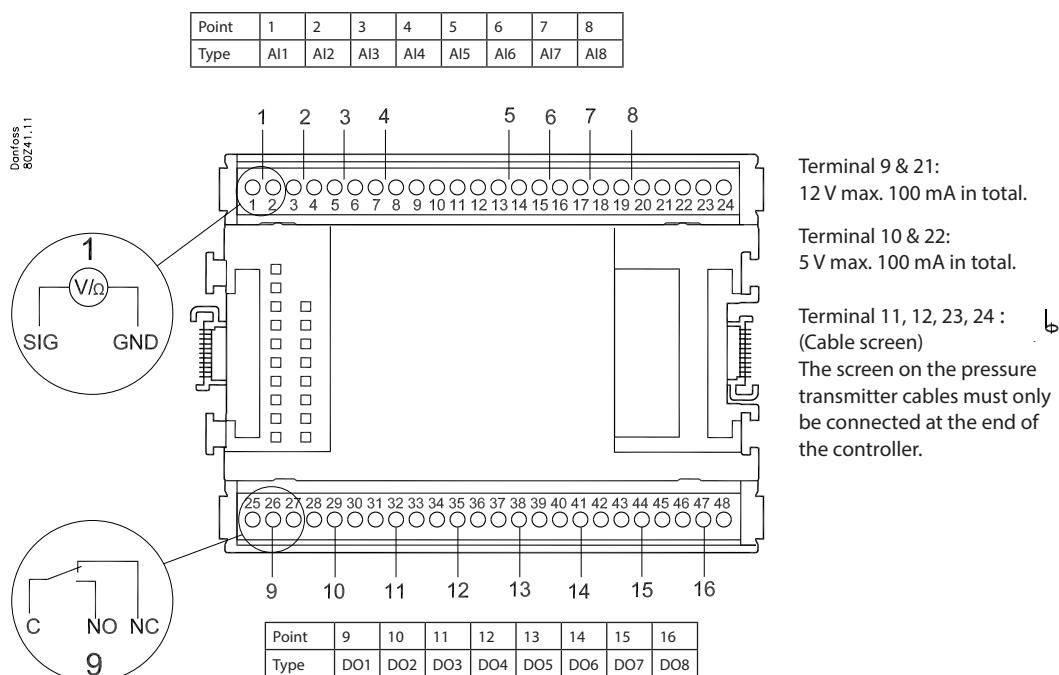 Point 1 2 3 4 5 6 7 8
Type AI1 AI2 AI3 AI4 AI5 AI6 AI7 AI8
Danfoss
80Z41.11
1 2 3 4 5 6 7 8
1 2 3 4 5 6 7 8 9 10 11 12 13 14 15 16 17 18 19 20 21 22 23 24
1
V/Ω
SIG GND
Terminal 9 & 21:
12 V max. 100 mA in total.
Terminal 10 & 22:
5 V max. 100 mA in total.
Terminal 11, 12, 23, 24 :
(Cable screen)
The screen on the pressure
transmitter cables must only
be connected at the end of
the controller.
25 26 27 28 29 30 31 32 33 34 35 36 37 38 39 40 41 42 43 44 45 46 47 48
9 10 11 12 13 14 15 16
C NO NC
9
Point 9 10 11 12 13 14 15 16
Type DO1 DO2 DO3 DO4 DO5 DO6 DO7 DO8